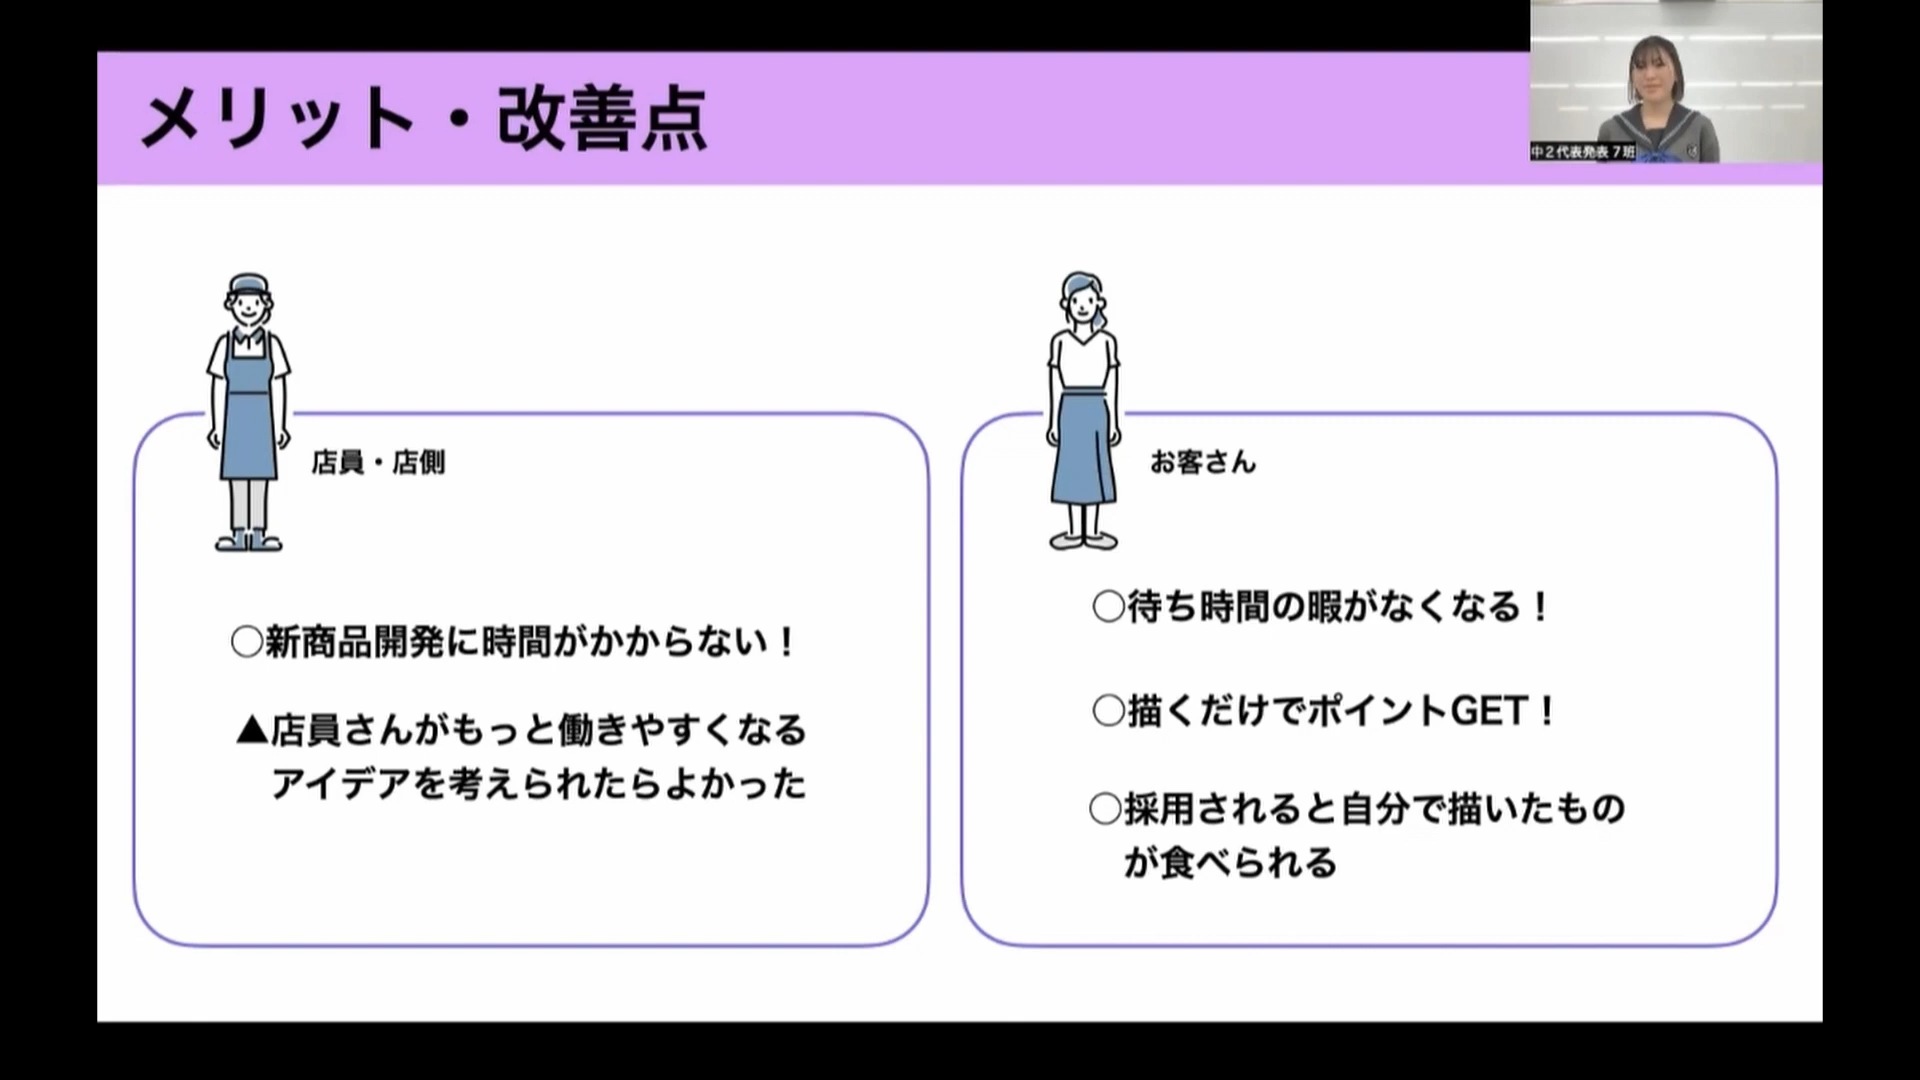 メリット・改善点
中２代表発表７班
店員・店側
○新商品開発に時間がかからない！
▲店員さんがもっと働きやすくなる
アイデアを考えられたらよかった
お客さん
○待ち時間の暇がなくなる！
○描くだけでポイントGET！
○採用されると自分で描いたもの
が食べられる